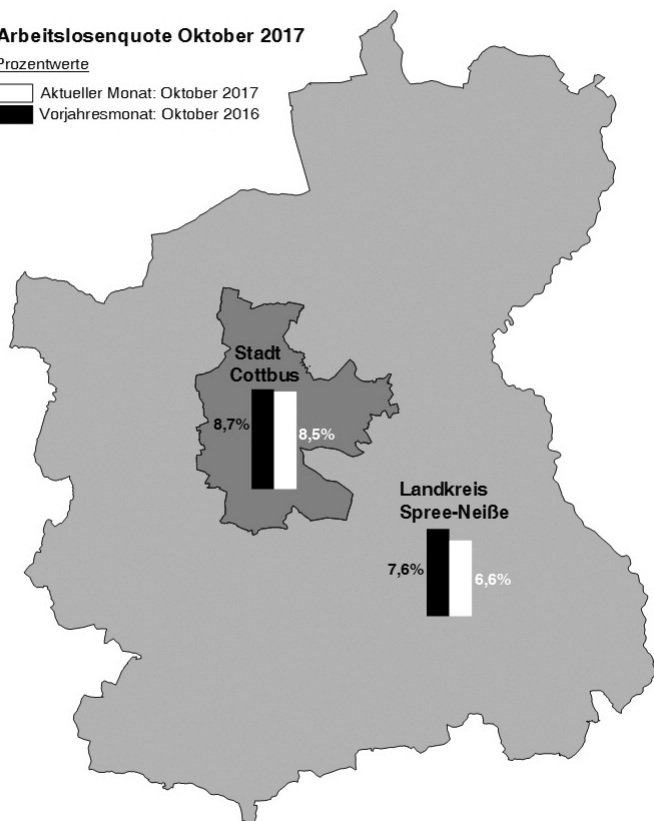 Arbeitslosenquote Oktober 2017
Prozentwerte
Aktueller Monat: Oktober 2017
Vorjahresmonat: Oktober 2016
Stadt
Cottbus
8,7%
8,5%
Landkreis
Spree-Neiße
7,6%
6,6%